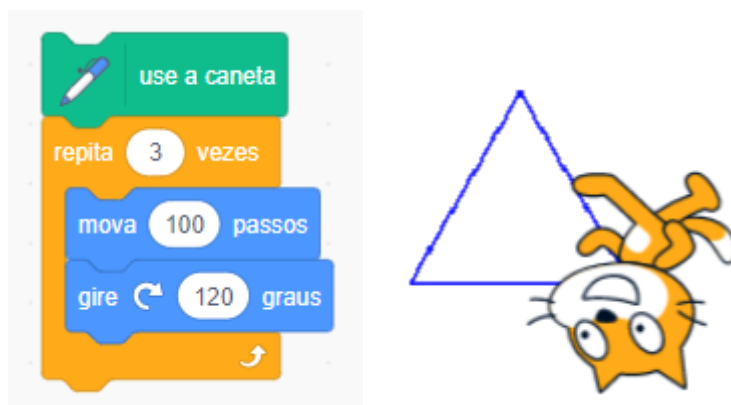 use a caneta
repita 3 vezes
mova 100 passos
gire 120 graus